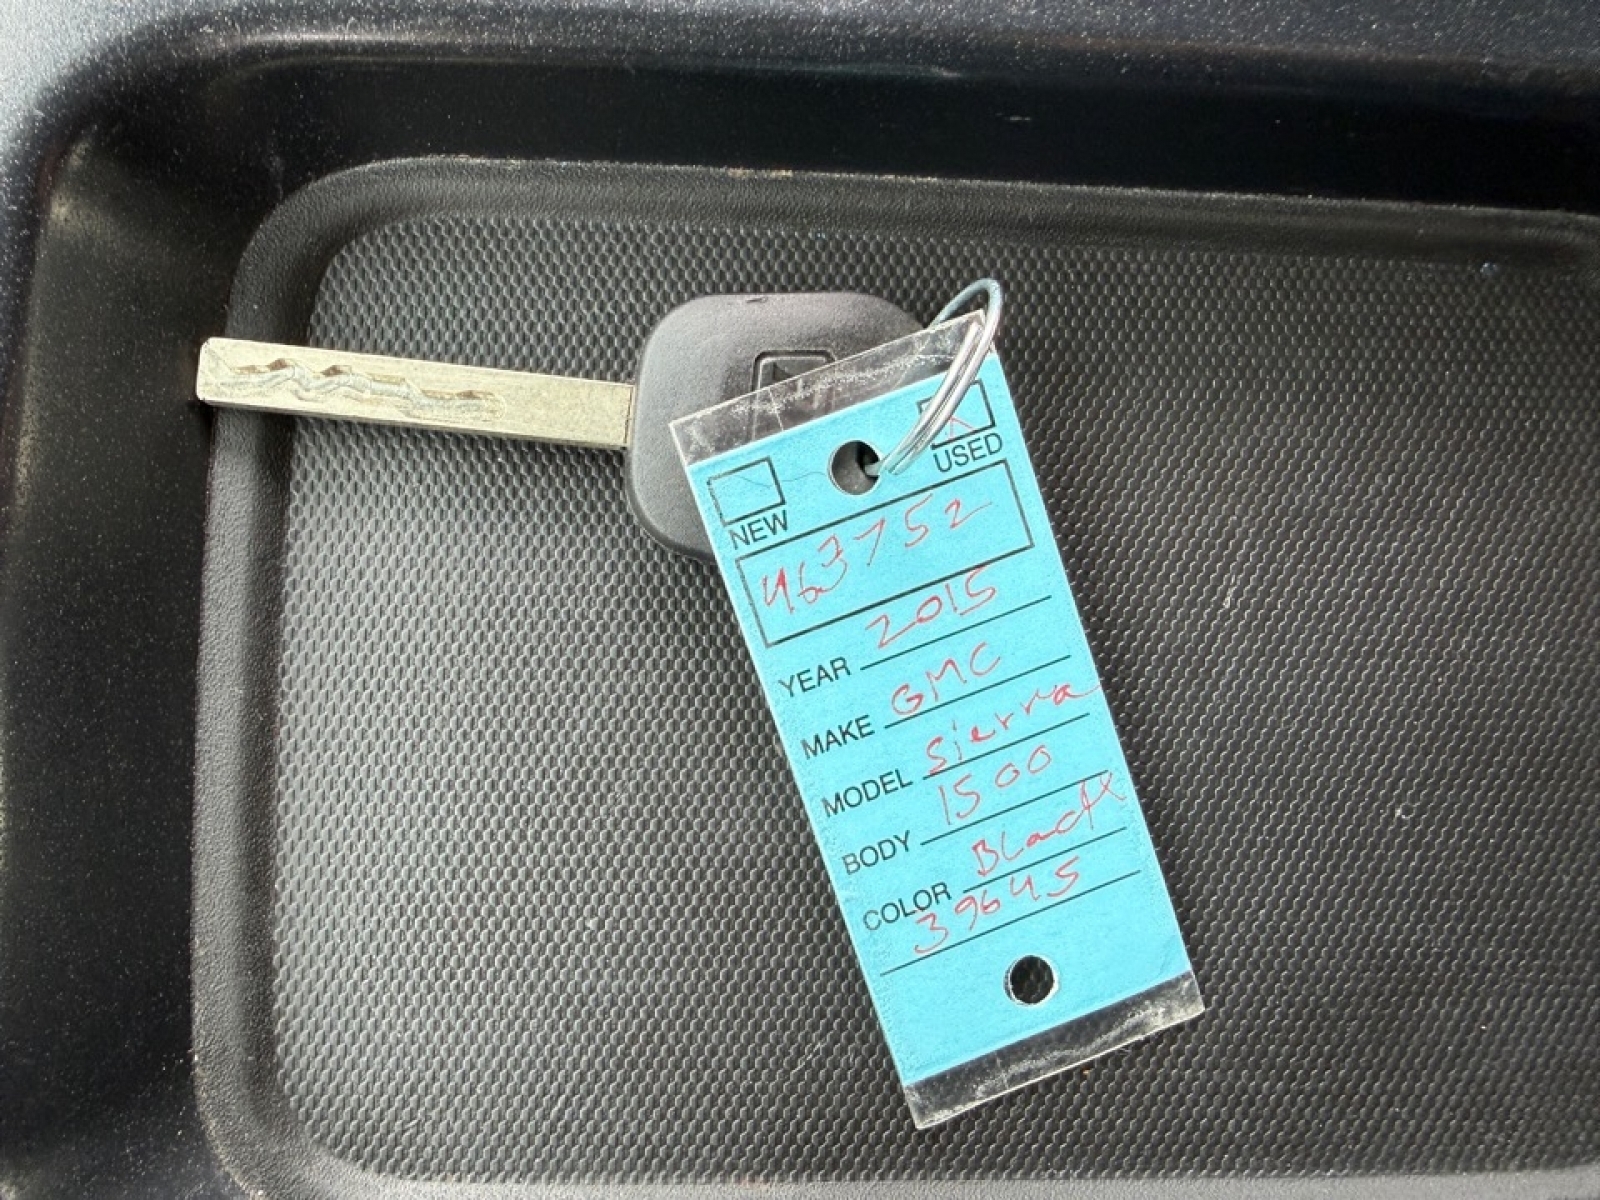 X
NEW USED
463752
YEAR 2015
MAKE GMC
MODEL Sierra
BODY 1500
COLOR Black
39645